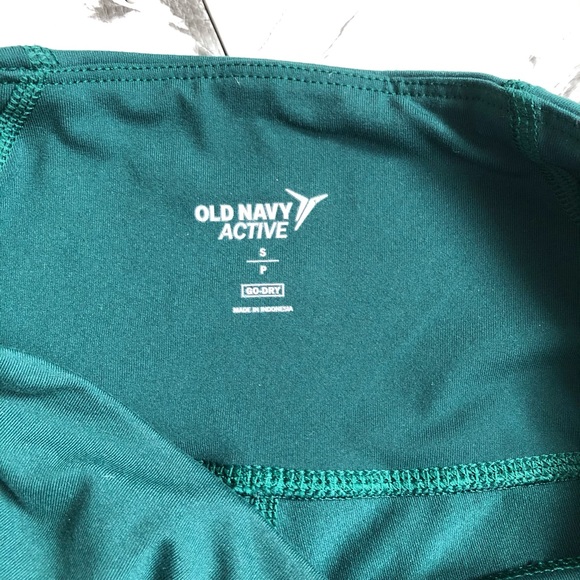 OLD NAVY
ACTIVE
S
P
GO-DRY
MADE IN INDONESIA